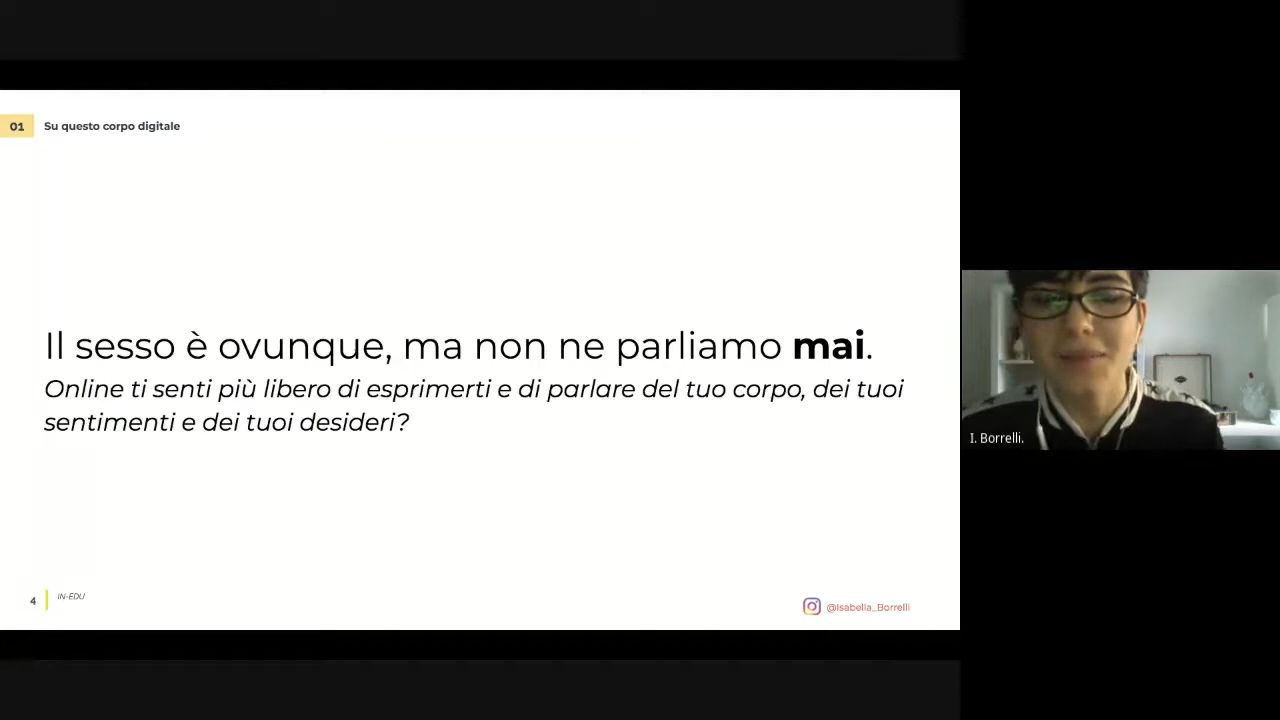 01 Su questo corpo digitale
Il sesso è ovunque, ma non ne parliamo mai.
Online ti senti più libero di esprimerti e di parlare del tuo corpo, dei tuoi
sentimenti e dei tuoi desideri?
I. Borrelli.
4 IN-EDU
@Isabella_Borrelli